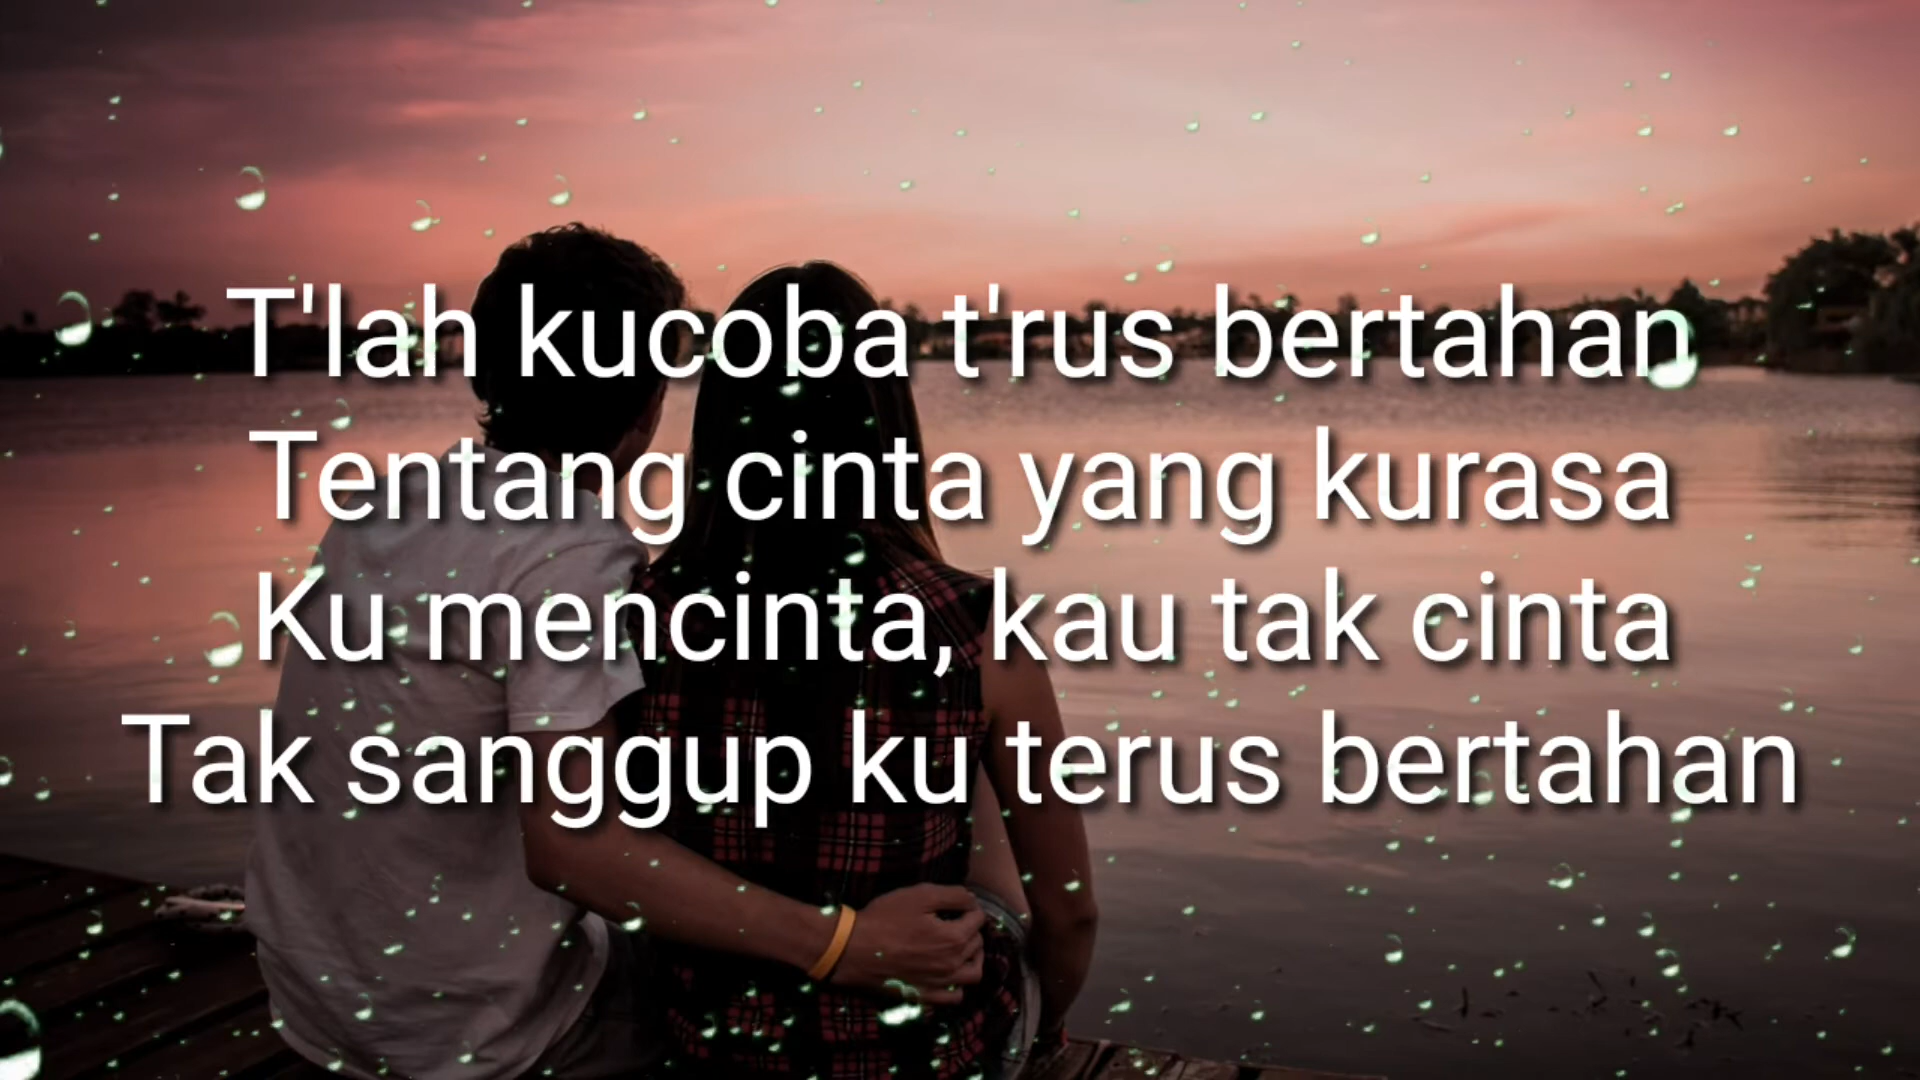 T'lah kucoba t'rus bertahan
Tentang cinta yang kurasa
Ku mencinta, kau tak cinta
Tak sanggup ku terus bertahan